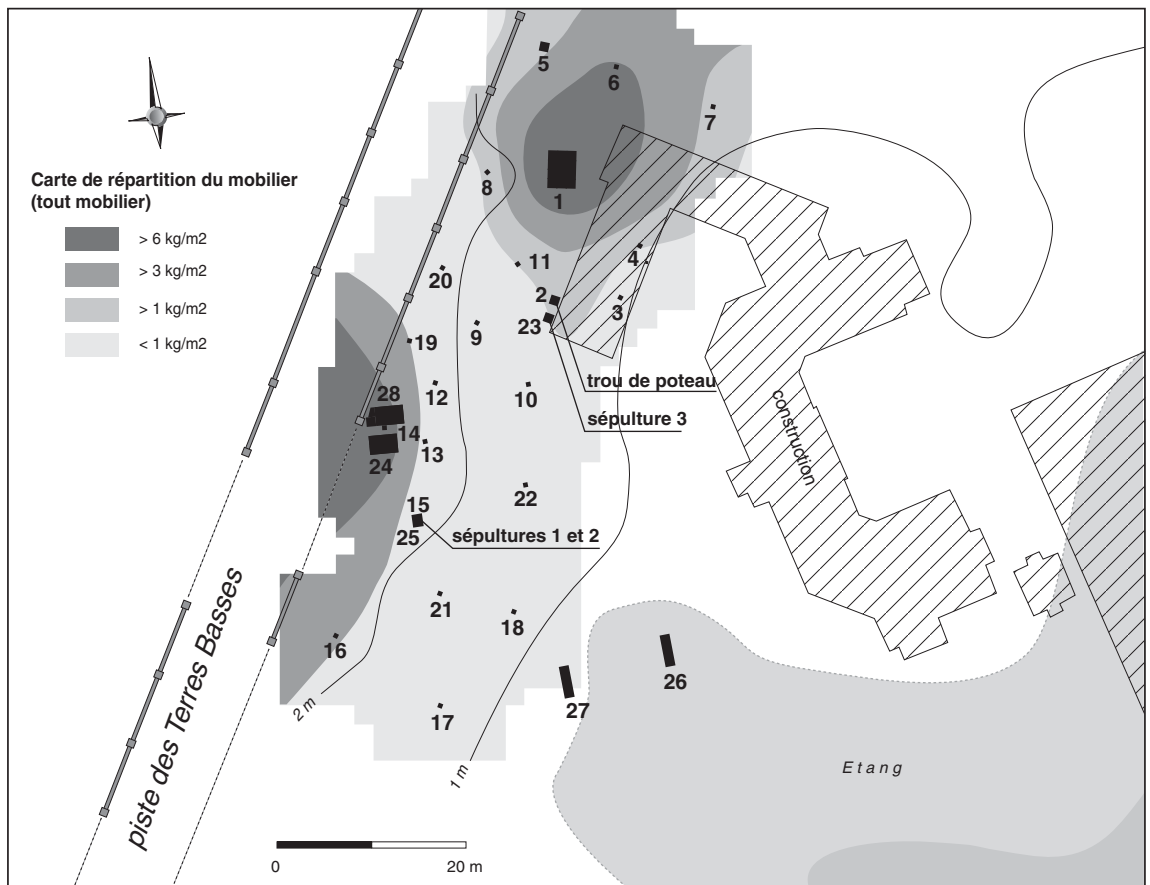 Carte de répartition du mobilier
(tout mobilier)
> 6 kg/m2
> 3 kg/m2
> 1 kg/m2
< 1 kg/m2
5
6
7
8
1
11
4
20
2
3
23
9
19
trou de poteau
28
12
10
sépulture 3
construction
14
13
24
22
15
sépultures 1 et 2
25
21
18
16
26
2 m
27
17
piste des Terres Basses
1 m
Etang
0
20 m